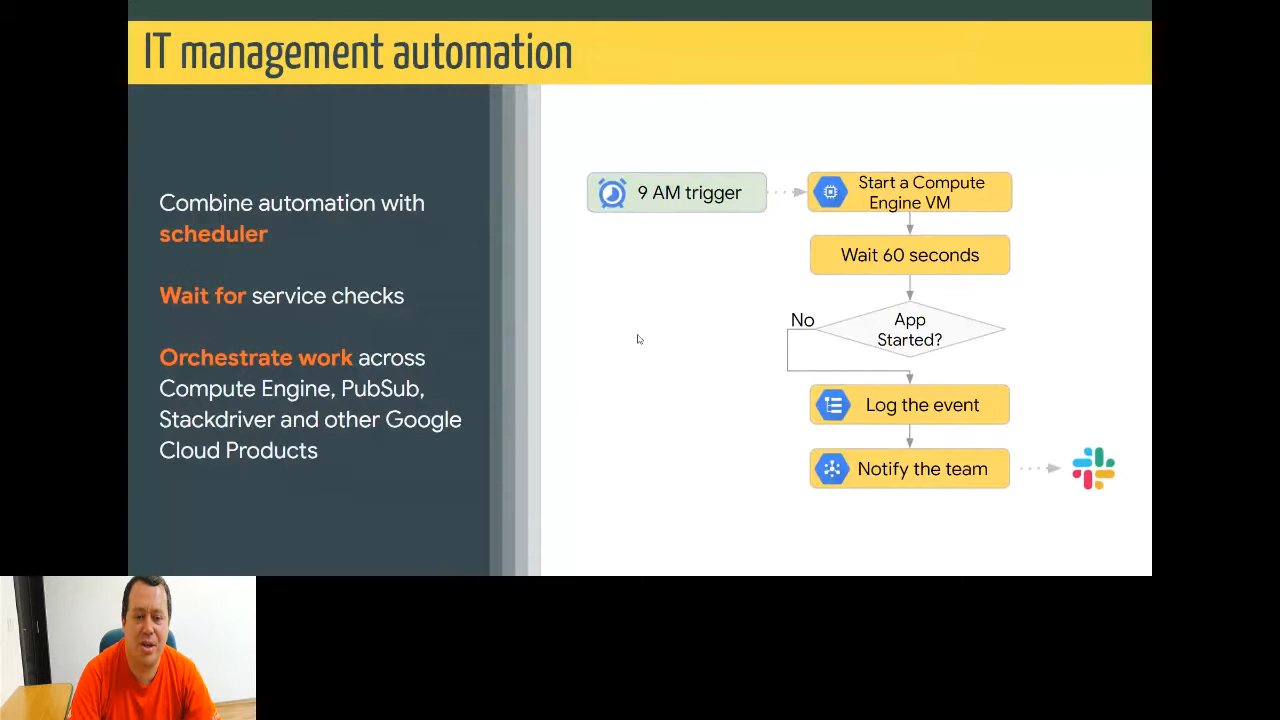 IT management automation
Combine automation with
scheduler
Wait for service checks
Orchestrate work across
Compute Engine, PubSub,
Stackdriver and other Google
Cloud Products
9 AM trigger
Start a Compute
Engine VM
Wait 60 seconds
No
App
Started?
Log the event
Notify the team